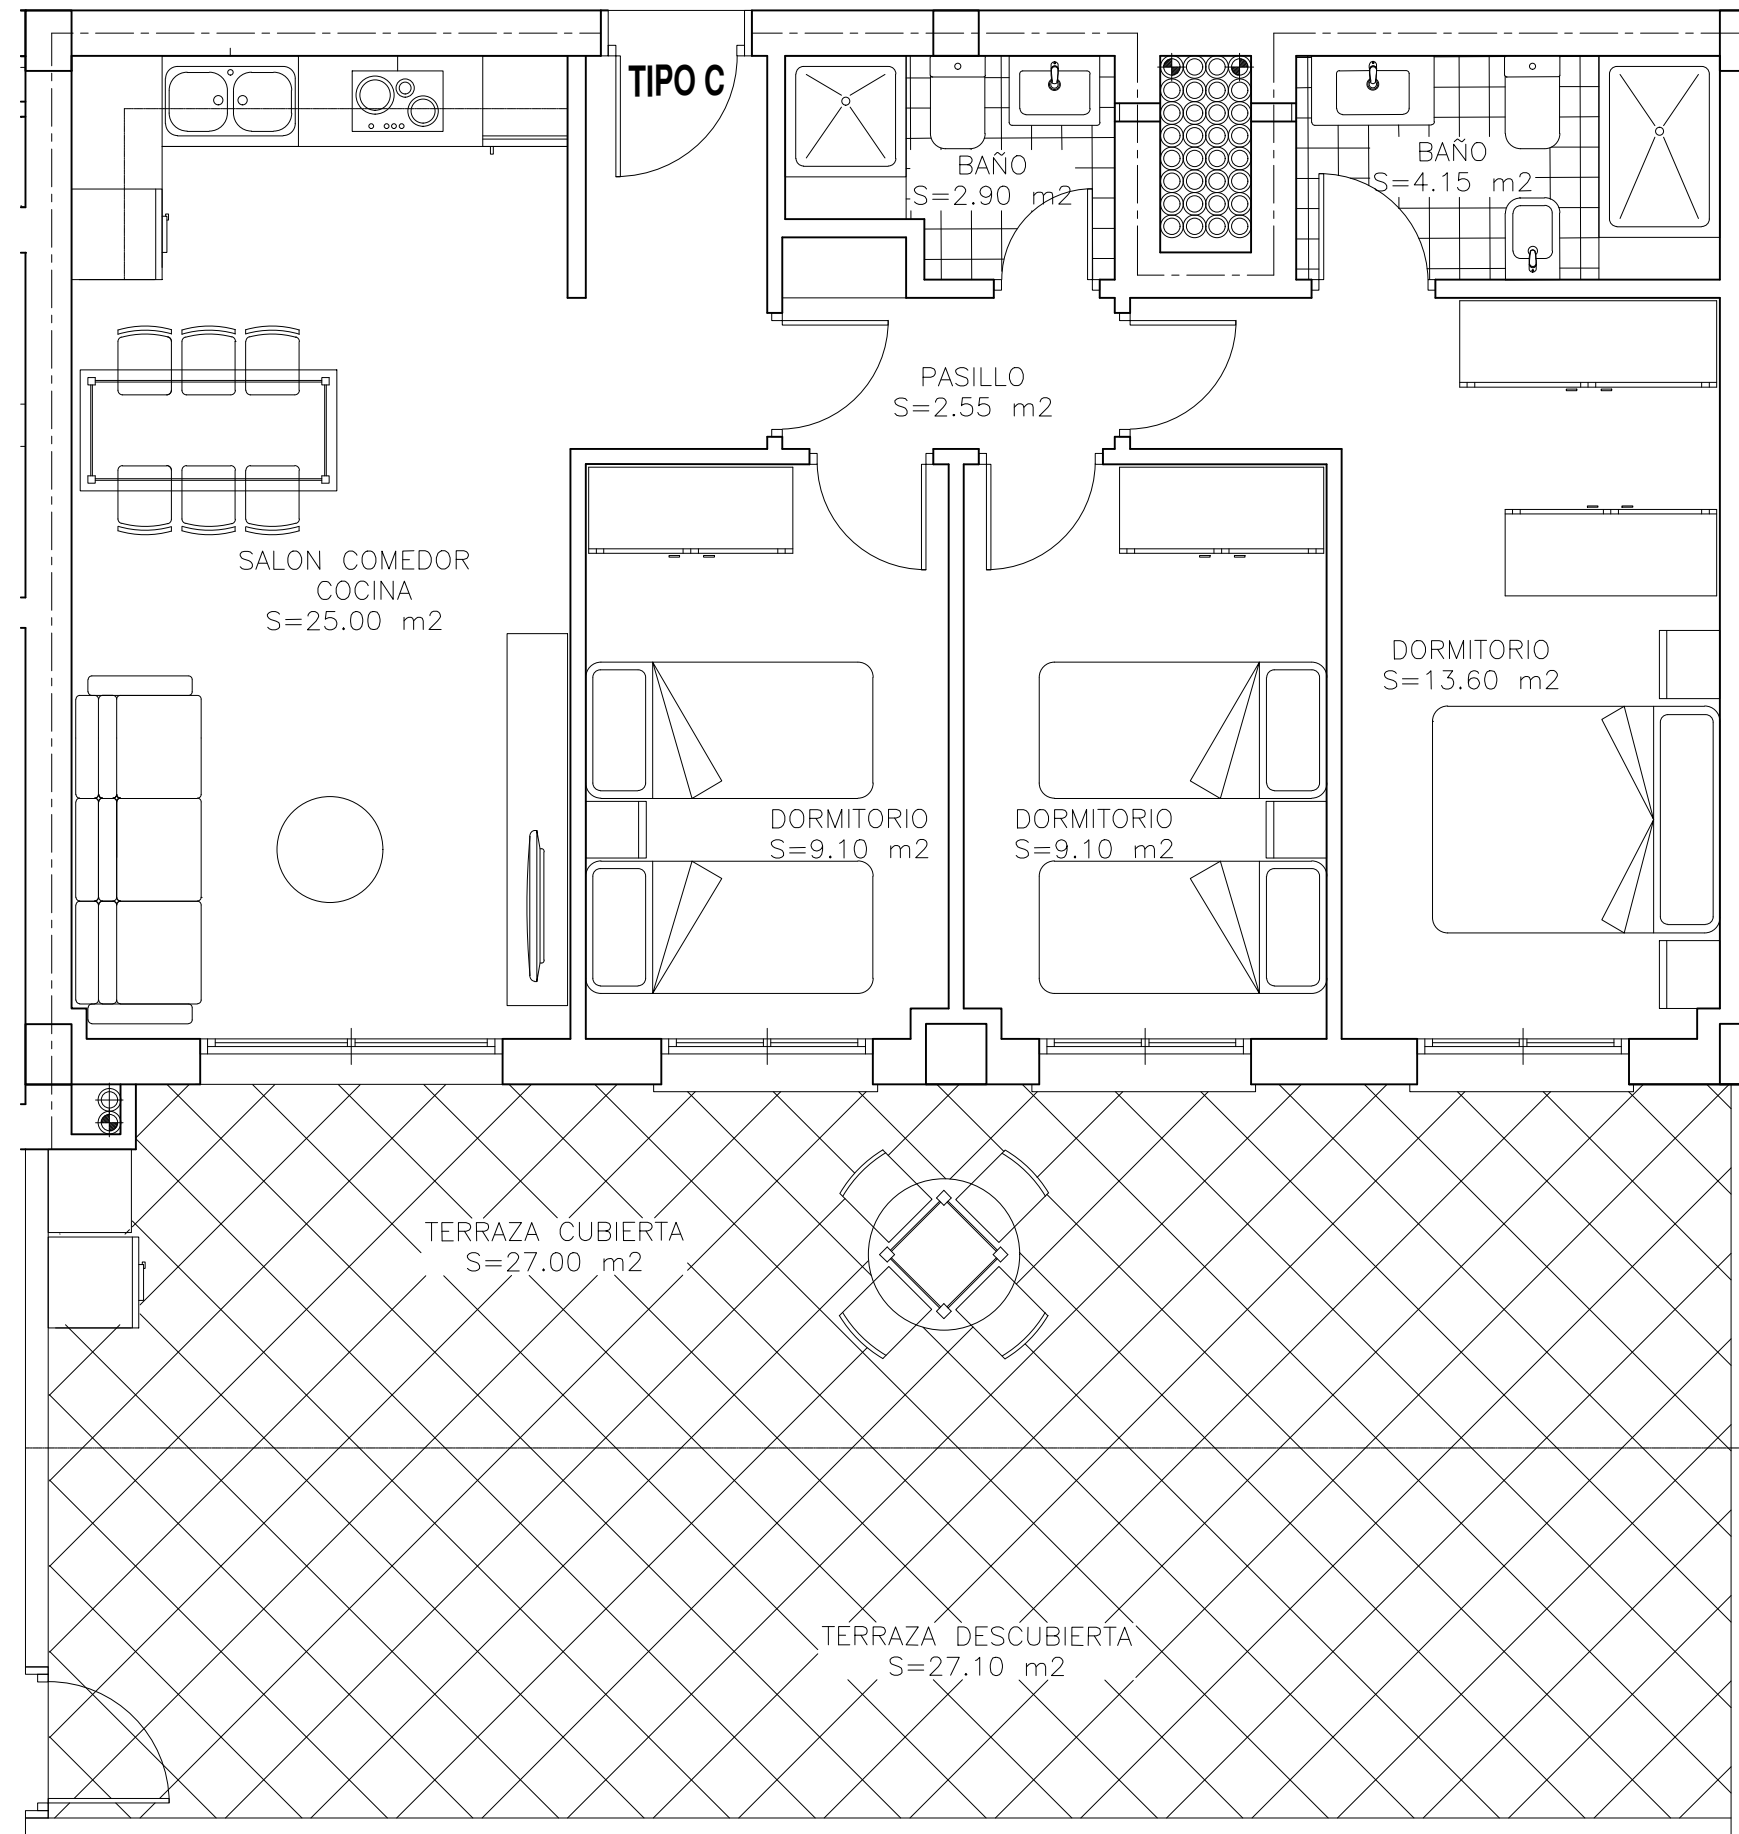 TIPO C
BAÑO
S=2.90 m2
BAÑO
S=4.15 m2
PASILLO
S=2.55 m2
SALON COMEDOR
COCINA
S=25.00 m2
DORMITORIO
S=13.60 m2
DORMITORIO
S=9.10 m2
DORMITORIO
S=9.10 m2
TERRAZA CUBIERTA
S=27.00 m2
TERRAZA DESCUBIERTA
S=27.10 m2